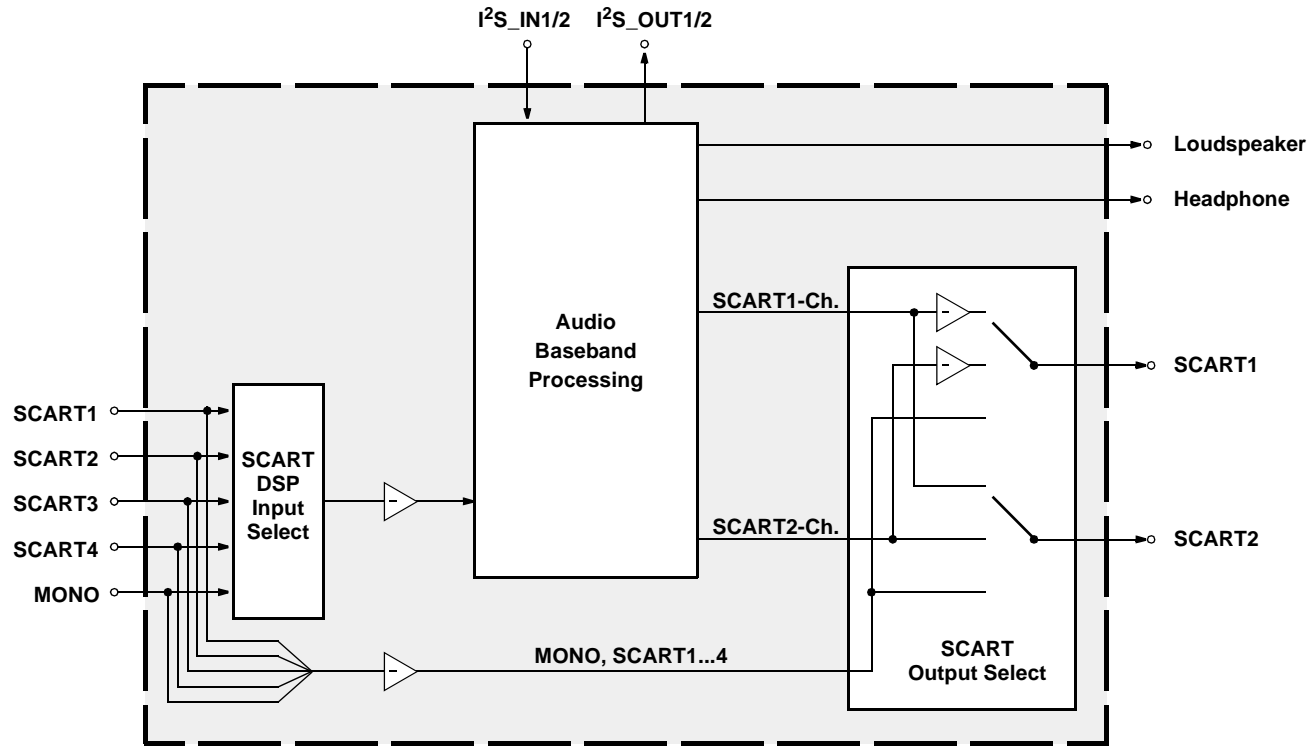 I²S_IN1/2 I²S_OUT1/2
Loudspeaker
Headphone
SCART1-Ch.
Audio
Baseband
Processing
SCART1
SCART1
SCART2
SCART3
SCART4
MONO
SCART
DSP
Input
Select
-
-
-
-
SCART2-Ch.
SCART2
MONO, SCART1...4
SCART
Output Select